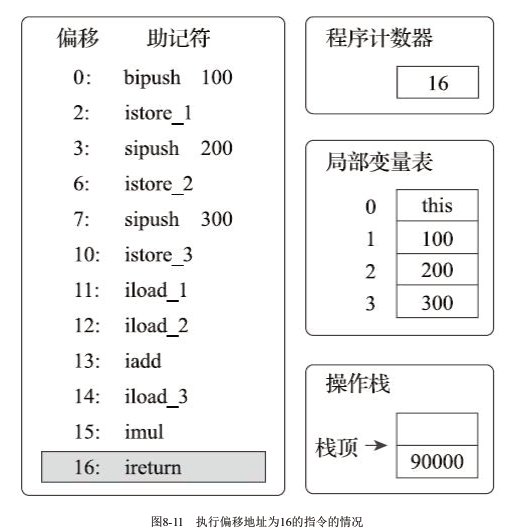 偏移 助记符
0: bipush 100
2: istore_1
3: sipush 200
6: istore_2
7: sipush 300
10: istore_3
11: iload_1
12: iload_2
13: iadd
14: iload_3
15: imul
16: ireturn
程序计数器
16
局部变量表
0 this
1 100
2 200
3 300
操作栈
栈顶
90000
图8-11 执行偏移地址为16的指令的情况